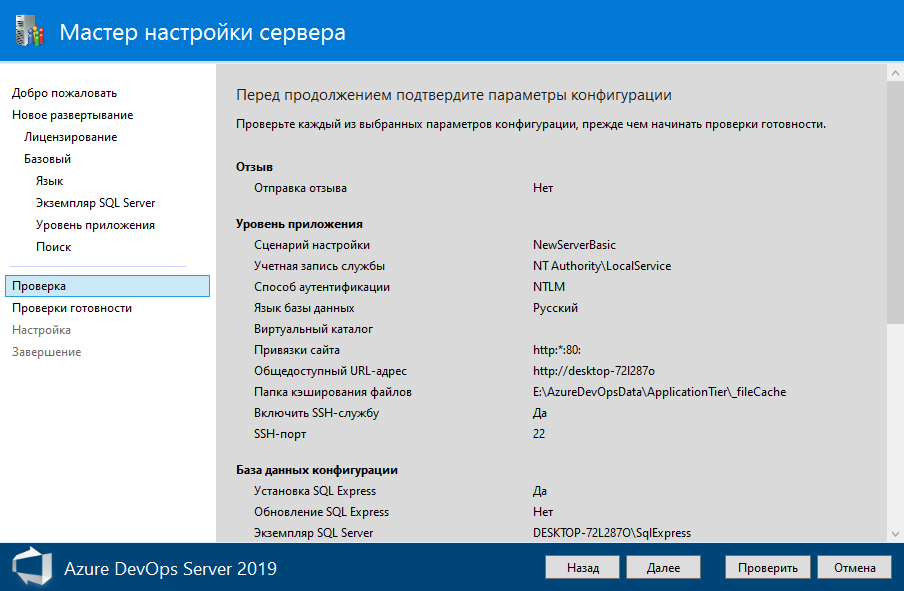 Мастер настройки сервера
Добро пожаловать
Новое развертывание
Лицензирование
Базовый
Язык
Экземпляр SQL Server
Уровень приложения
Поиск
Проверка
Проверки готовности
Настройка
Завершение
Перед продолжением подтвердите параметры конфигурации
Проверьте каждый из выбранных параметров конфигурации, прежде чем начинать проверки готовности.
Отзыв
Отправка отзыва Нет
Уровень приложения
Сценарий настройки NewServerBasic
Учетная запись службы NT Authority\LocalService
Способ аутентификации NTLM
Язык базы данных Русский
Виртуальный каталог
Привязки сайта http:*:80:
Общедоступный URL-адрес http://desktop-72l287o
Папка кэширования файлов E:\AzureDevOpsData\ApplicationTier\_fileCache
Включить SSH-службу Да
SSH-порт 22
База данных конфигурации
Установка SQL Express Да
Обновление SQL Express Нет
Экземпляр SQL Server DESKTOP-72L287O\SqlExpress
Azure DevOps Server 2019
Назад Далее Проверить Отмена